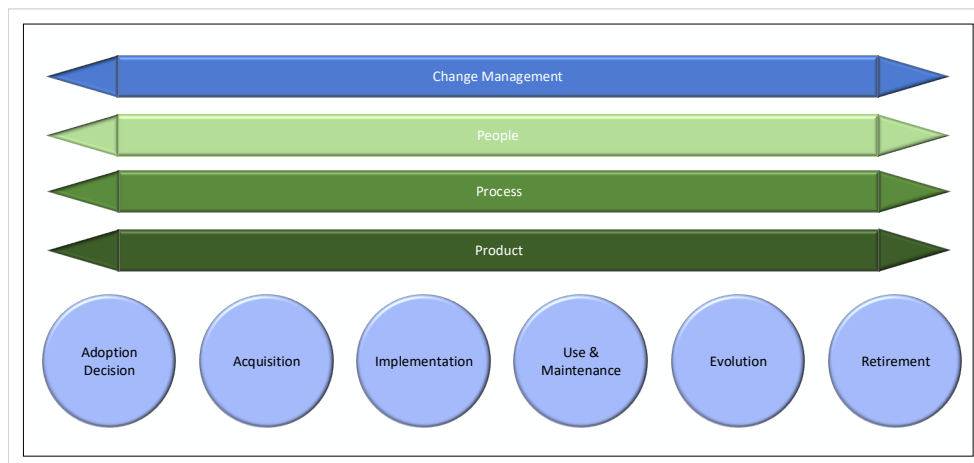 Change Management
People
Process
Product
Adoption
Decision
Acquisition
Implementation
Use &
Maintenance
Evolution
Retirement